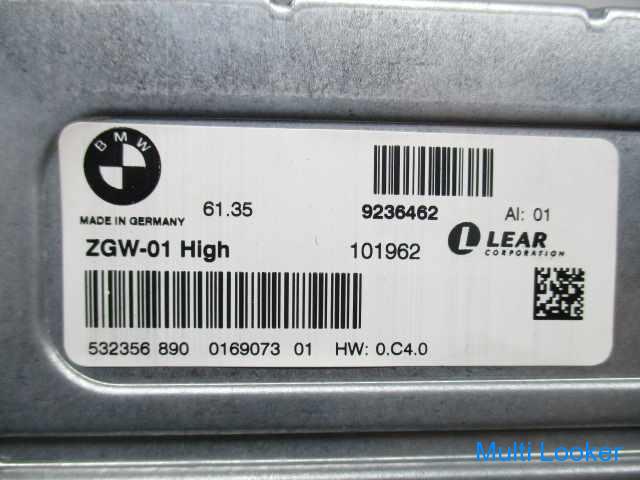 BMW
MADE IN GERMANY
61.35
9236462
AI: 01
ZGW-01 High
101962
LEAR
CORPORATION
532356 890 0169073 01 HW: 0.C4.0
Multi Looker